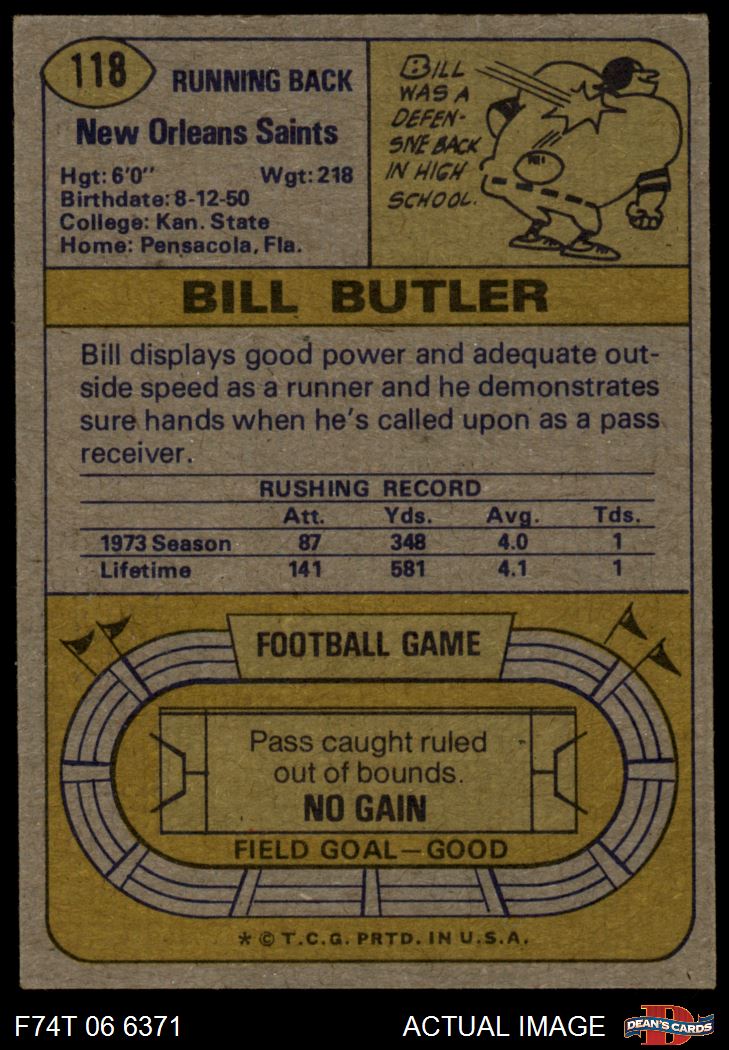 118
RUNNING BACK
New Orleans Saints
Hgt: 6'0" Wgt: 218
Birthdate: 8-12-50
College: Kan. State
Home: Pensacola, Fla.
BILL
WAS A
DEFEN-
SIVE BACK
IN HIGH
SCHOOL.
BILL BUTLER
Bill displays good power and adequate out-
side speed as a runner and he demonstrates
sure hands when he's called upon as a pass
receiver.
RUSHING RECORD
Att. Yds. Avg. Tds.
1973 Season 87 348 4.0 1
Lifetime 141 581 4.1 1
FOOTBALL GAME
Pass caught ruled
out of bounds.
NO GAIN
FIELD GOAL—GOOD
* © T.C.G. PRTD. IN U.S.A.
F74T 06 6371 ACTUAL IMAGE
D
DEAN'S CARDS